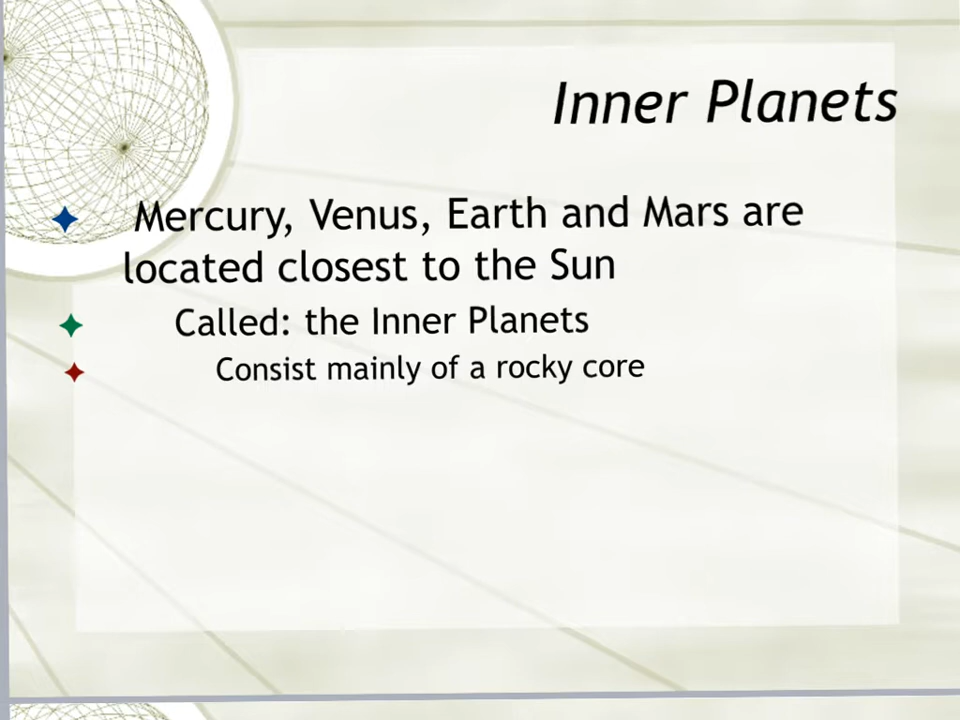 Inner Planets
Mercury, Venus, Earth and Mars are
located closest to the Sun
Called: the Inner Planets
Consist mainly of a rocky core